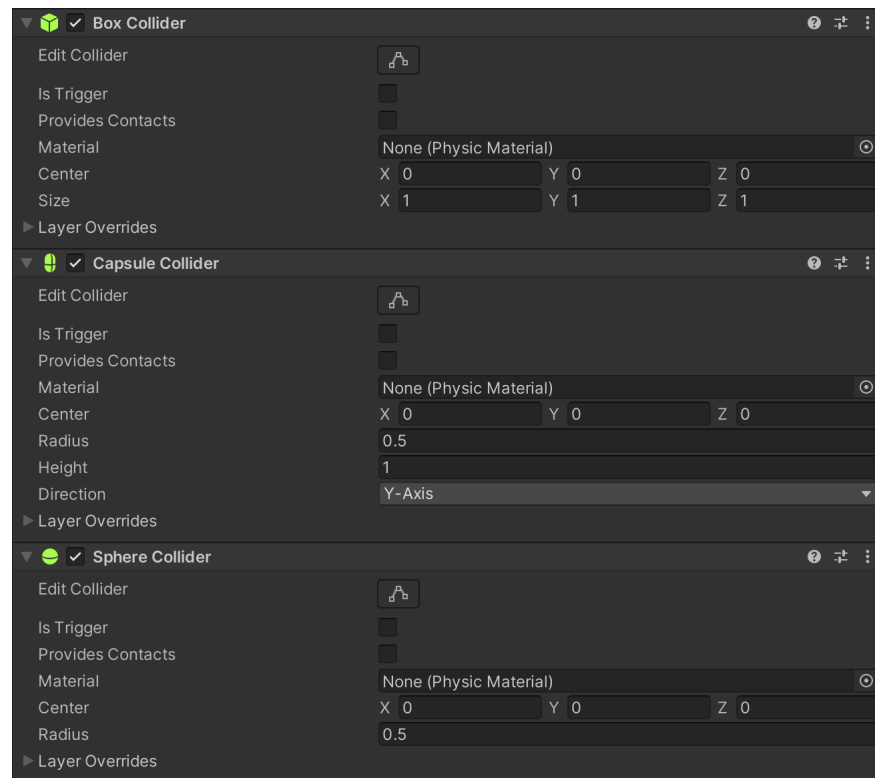 Box Collider
Edit Collider
Is Trigger
Provides Contacts
Material None (Physic Material)
Center X 0 Y 0 Z 0
Size X 1 Y 1 Z 1
Layer Overrides
Capsule Collider
Edit Collider
Is Trigger
Provides Contacts
Material None (Physic Material)
Center X 0 Y 0 Z 0
Radius 0.5
Height 1
Direction Y-Axis
Layer Overrides
Sphere Collider
Edit Collider
Is Trigger
Provides Contacts
Material None (Physic Material)
Center X 0 Y 0 Z 0
Radius 0.5
Layer Overrides